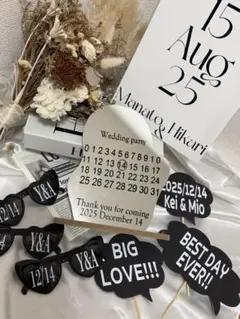 15
Aug
25
Manato & Hikari
Wedding party
0 1 2 3 4 5 6 7 8 9 10
11 12 13 14 15 16 17
18 19 20 21 22 23 24
25 26 27 28 29 30 31
Thank you for coming
2025 December 14
2025/12/14
Kei & Mio
Y&A
12/14
Y&A
12/14
BIG
LOVE!!!
BESTDAY
EVER!!